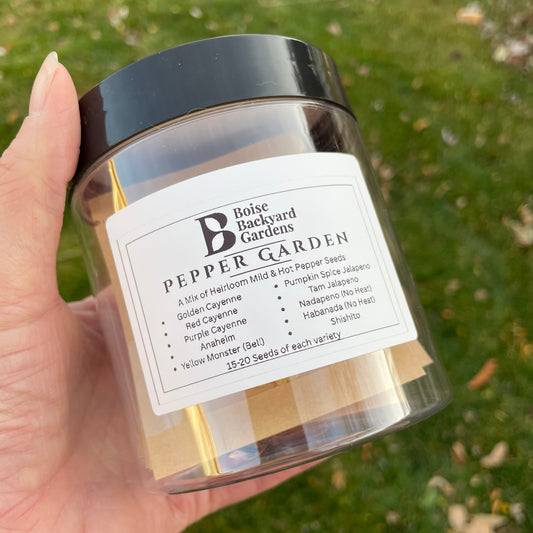 B Boise
Backyard
Gardens
PEPPER GARDEN
A Mix of Heirloom Mild & Hot Pepper Seeds
• Golden Cayenne
• Red Cayenne
• Purple Cayenne
• Anaheim
• Yellow Monster (Bell)
• Pumpkin Spice Jalapeno
• Tam Jalapeno
• Nadapeno (No Heat)
• Habanada (No Heat)
• Shishito
15-20 Seeds of each variety